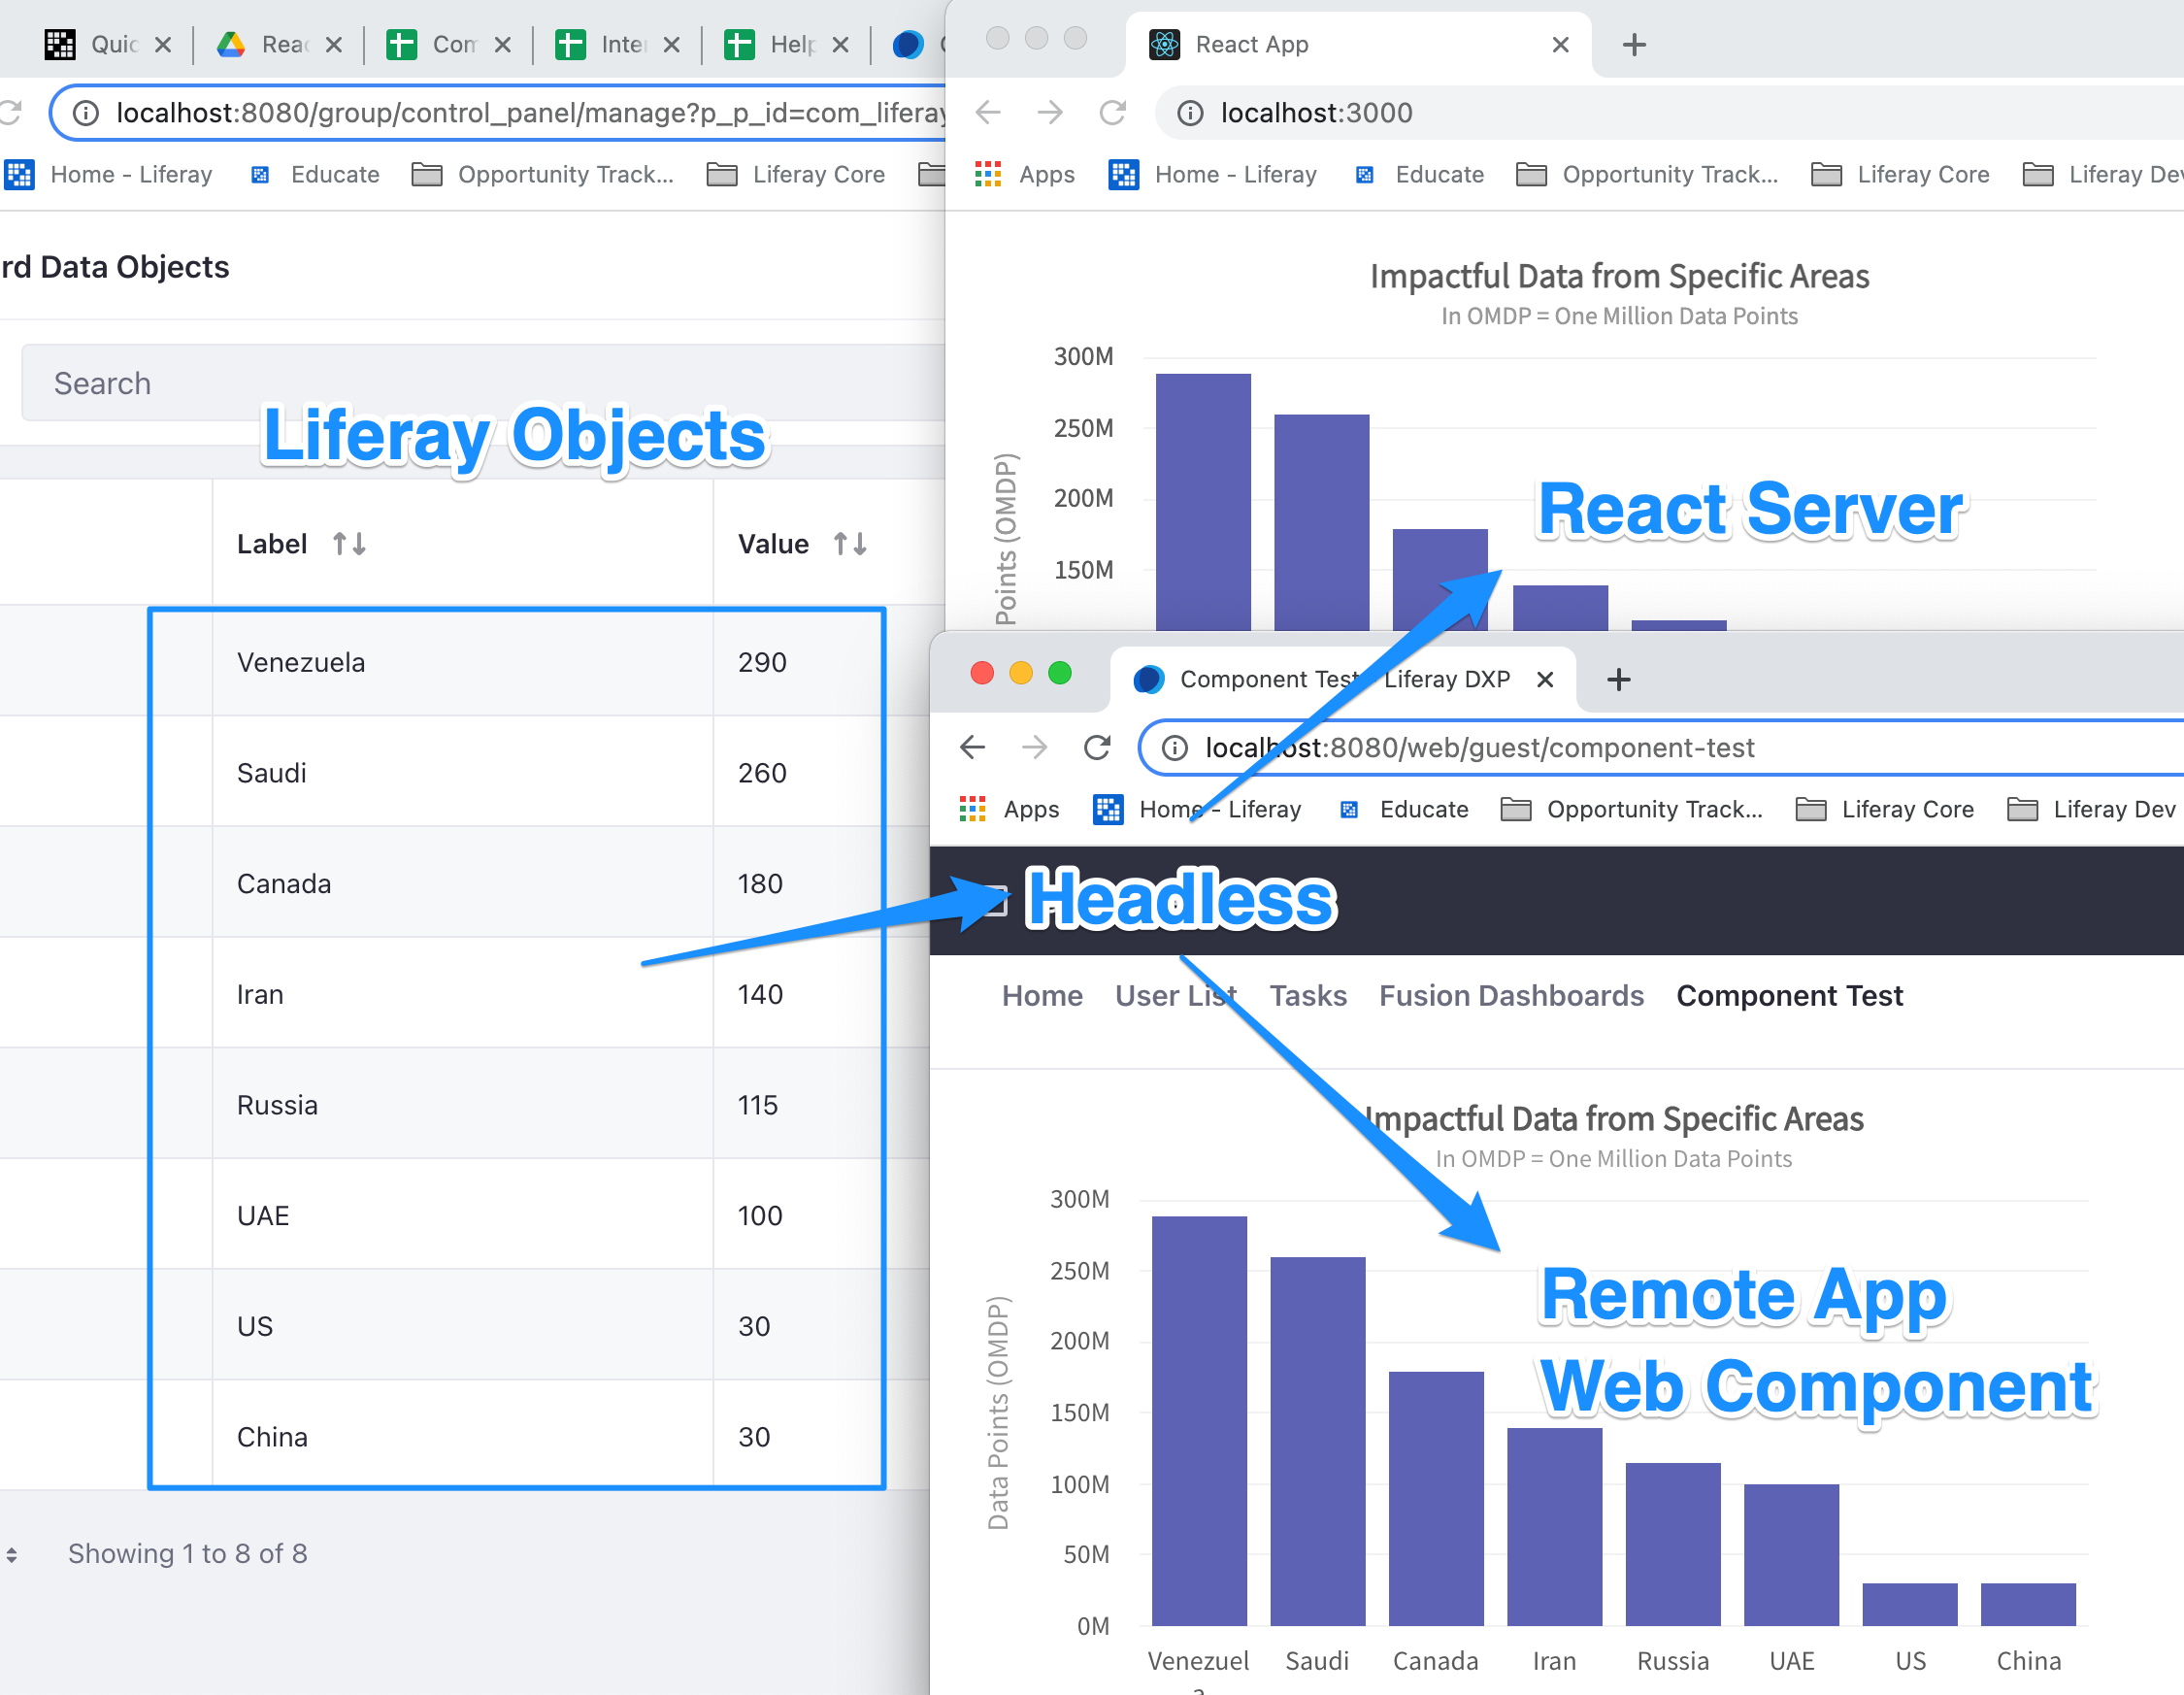 Quic
Reac
Com
Inter
Help
localhost:8080/group/control_panel/manage?p_p_id=com_liferay
Home - Liferay Educate Opportunity Track... Liferay Core
rd Data Objects
Search
Liferay Objects
Label Value
Venezuela 290
Saudi 260
Canada 180
Iran 140
Russia 115
UAE 100
US 30
China 30
Showing 1 to 8 of 8
React App
localhost:3000
Apps Home - Liferay Educate Opportunity Track... Liferay Core Liferay Dev
Impactful Data from Specific Areas
In OMDP = One Million Data Points
300M
250M
200M
150M
Points (OMDP)
React Server
Component Test - Liferay DXP
localhost:8080/web/guest/component-test
Apps Home - Liferay Educate Opportunity Track... Liferay Core Liferay Dev
Headless
Home User List Tasks Fusion Dashboards Component Test
Impactful Data from Specific Areas
In OMDP = One Million Data Points
300M
250M
200M
150M
100M
50M
0M
Data Points (OMDP)
Remote App
Web Component
Venezuel
a
Saudi Canada Iran Russia UAE US China